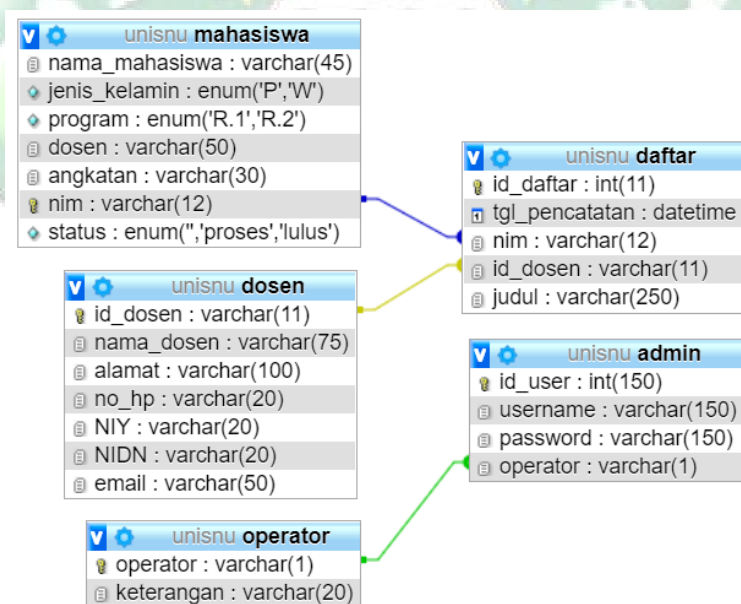 unisnu mahasiswa
nama_mahasiswa : varchar(45)
jenis_kelamin : enum('P','W')
program : enum('R.1','R.2')
dosen : varchar(50)
angkatan : varchar(30)
nim : varchar(12)
status : enum('','proses','lulus')
unisnu daftar
id_daftar : int(11)
tgl_pencatatan : datetime
nim : varchar(12)
id_dosen : varchar(11)
judul : varchar(250)
unisnu dosen
id_dosen : varchar(11)
nama_dosen : varchar(75)
alamat : varchar(100)
no_hp : varchar(20)
NIY : varchar(20)
NIDN : varchar(20)
email : varchar(50)
unisnu admin
id_user : int(150)
username : varchar(150)
password : varchar(150)
operator : varchar(1)
unisnu operator
operator : varchar(1)
keterangan : varchar(20)